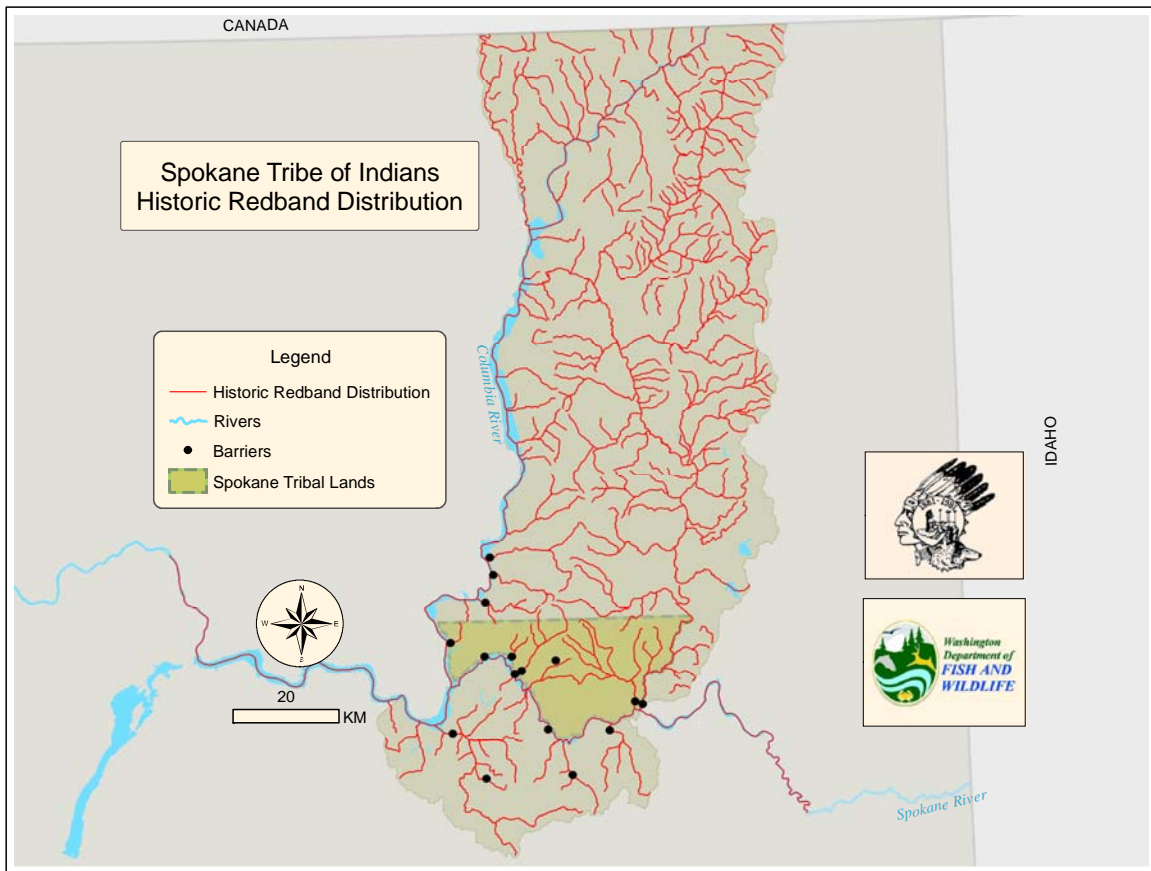 CANADA
Spokane Tribe of Indians
Historic Redband Distribution
Legend
Historic Redband Distribution
Rivers
Barriers
Spokane Tribal Lands
Columbia River
IDAHO
N
W
E
S
20
KM
Washington
Department of
FISH AND
WILDLIFE
Spokane River